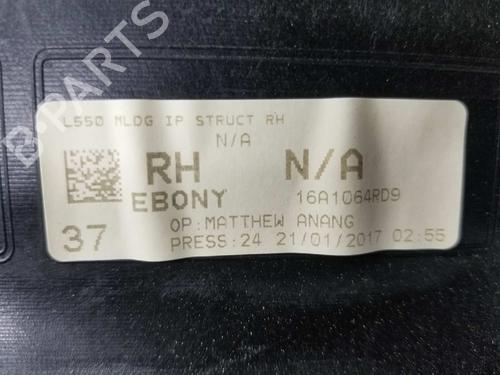 B-PARTS
L550 MLDG IP STRUCT RH
N/A
RH N/A
EBONY 16A1064RD9
37 OP:MATTHEW ANANG
PRESS:24 21/01/2017 02:55